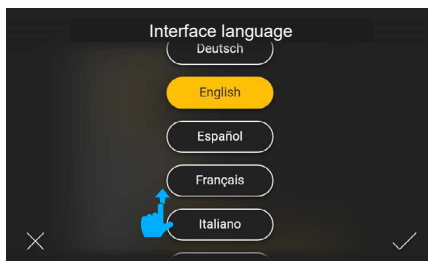 Interface language
Deutsch
English
Español
Français
Italiano